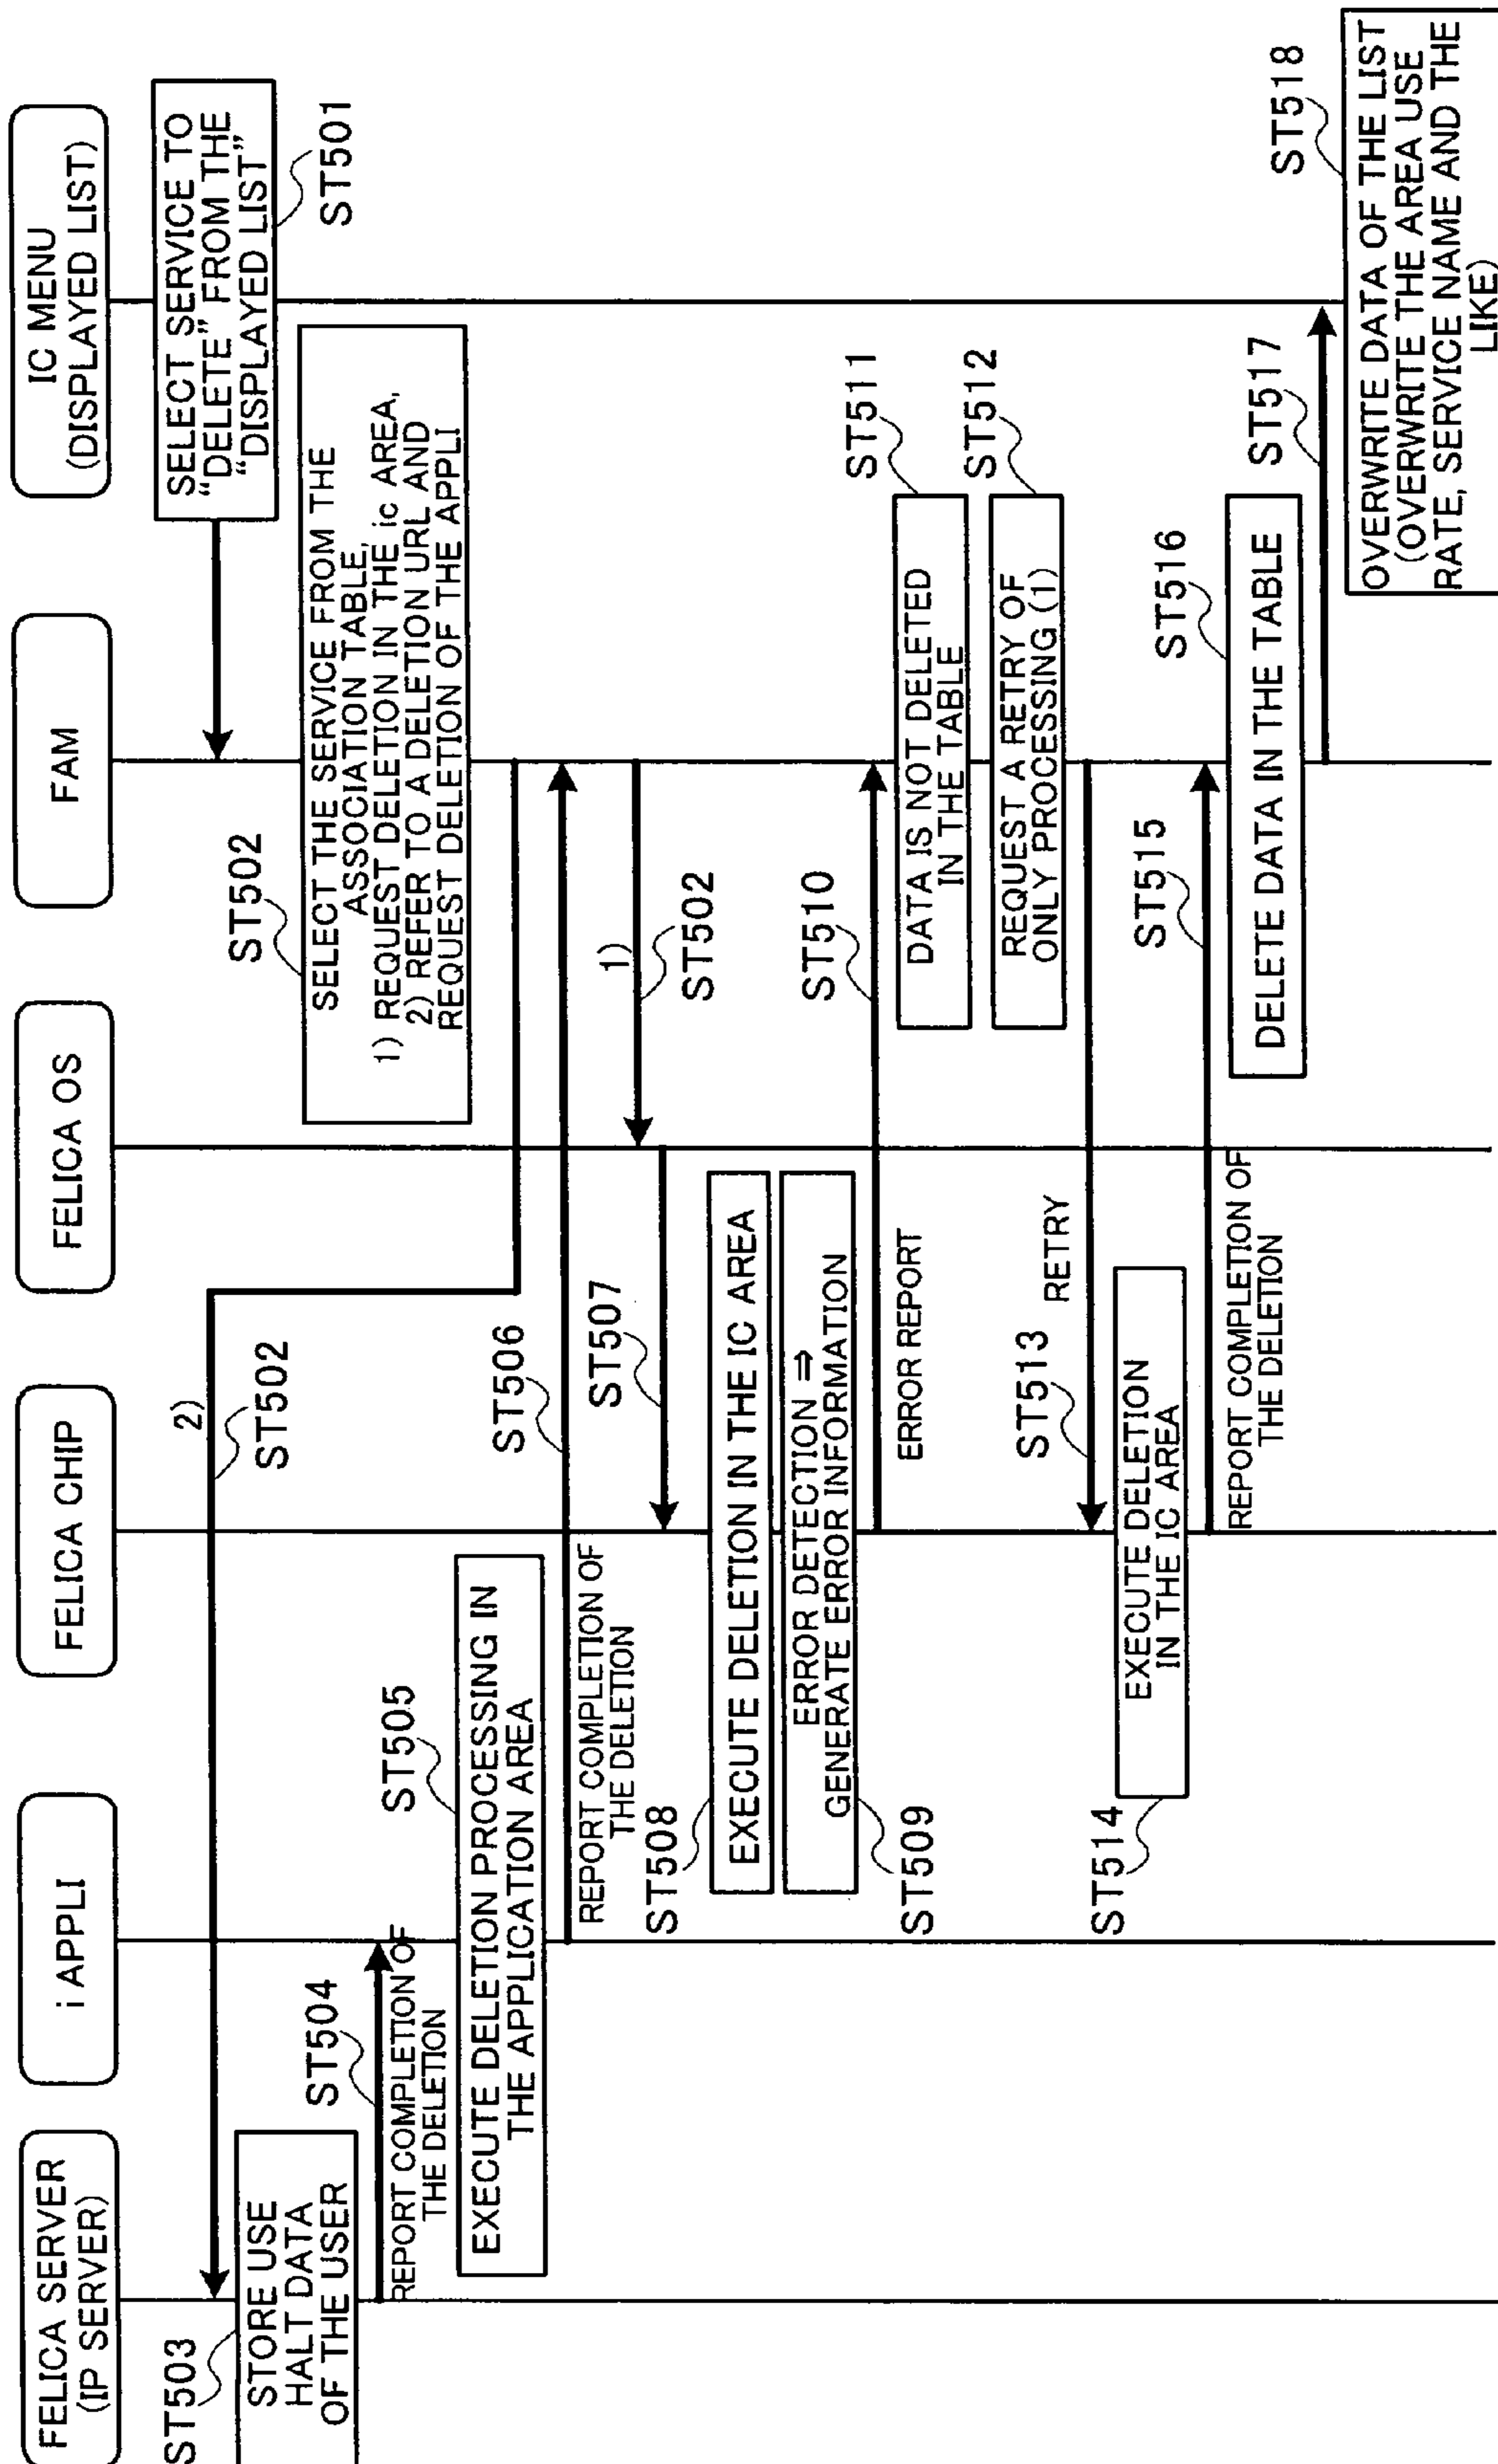 FELICA SERVER
(IP SERVER)
i APPLI
FELICA CHIP
FELICA OS
FAM
IC MENU
(DISPLAYED LIST)
SELECT SERVICE TO
"DELETE" FROM THE
"DISPLAYED LIST"
ST501
ST502
SELECT THE SERVICE FROM THE
ASSOCIATION TABLE,
1) REQUEST DELETION IN THE ic AREA,
2) REFER TO A DELETION URL AND
REQUEST DELETION OF THE APPLI
2)
ST502
ST503
STORE USE
HALT DATA
OF THE USER
ST504
REPORT COMPLETION OF
THE DELETION
ST505
EXECUTE DELETION PROCESSING IN
THE APPLICATION AREA
ST506
REPORT COMPLETION OF
THE DELETION
1)
ST502
ST507
ST508
EXECUTE DELETION IN THE IC AREA
ERROR DETECTION ⇒
GENERATE ERROR INFORMATION
ST509
ST510
ERROR REPORT
ST511
DATA IS NOT DELETED
IN THE TABLE
ST512
REQUEST A RETRY OF
ONLY PROCESSING (1)
RETRY
ST513
EXECUTE DELETION
IN THE IC AREA
ST514
ST515
REPORT COMPLETION OF
THE DELETION
ST516
DELETE DATA IN THE TABLE
ST517
ST518
OVERWRITE DATA OF THE LIST
(OVERWRITE THE AREA USE
RATE, SERVICE NAME AND THE
LIKE)